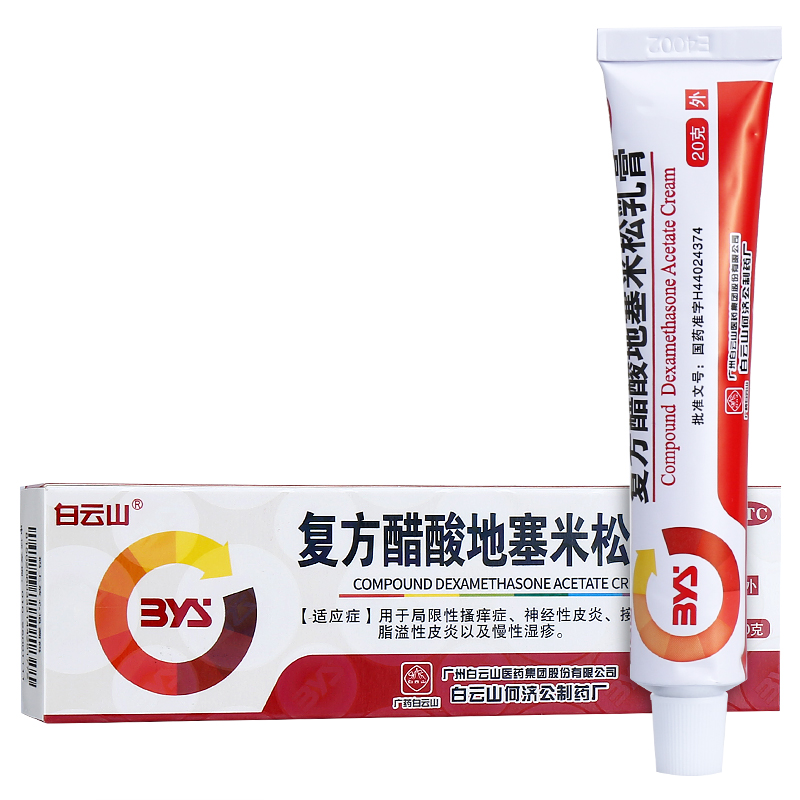 白云山®
BYS
复方醋酸地塞米松
COMPOUND DEXAMETHASONE ACETATE CR
【适应症】用于局限性瘙痒症、神经性皮炎、接
脂溢性皮炎以及慢性湿疹。
广药白云山
广州白云山医药集团股份有限公司
白云山何济公制药厂
TC
外
0克
E4002
外
20克
复方醋酸地塞米松乳膏
Compound Dexamethasone Acetate Cream
批准文号：国药准字H44024374
广州白云山医药集团股份有限公司
白云山何济公制药厂
BYS